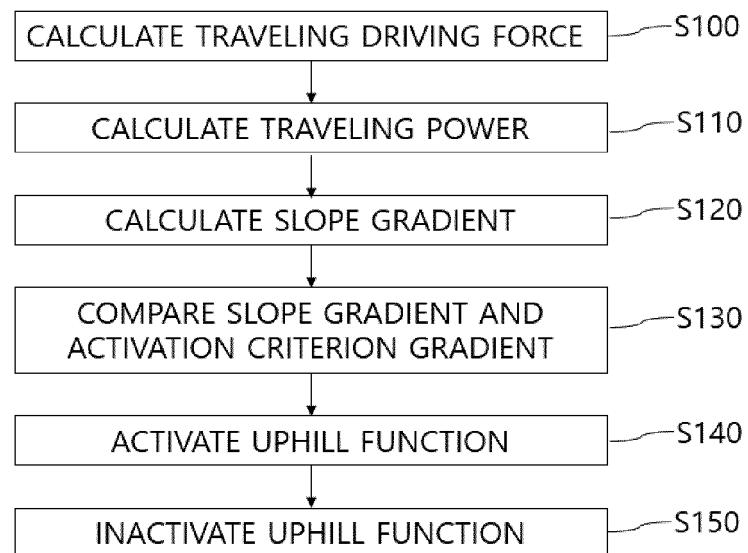 CALCULATE TRAVELING DRIVING FORCE
S100
CALCULATE TRAVELING POWER
S110
CALCULATE SLOPE GRADIENT
S120
COMPARE SLOPE GRADIENT AND
ACTIVATION CRITERION GRADIENT
S130
ACTIVATE UPHILL FUNCTION
S140
INACTIVATE UPHILL FUNCTION
S150